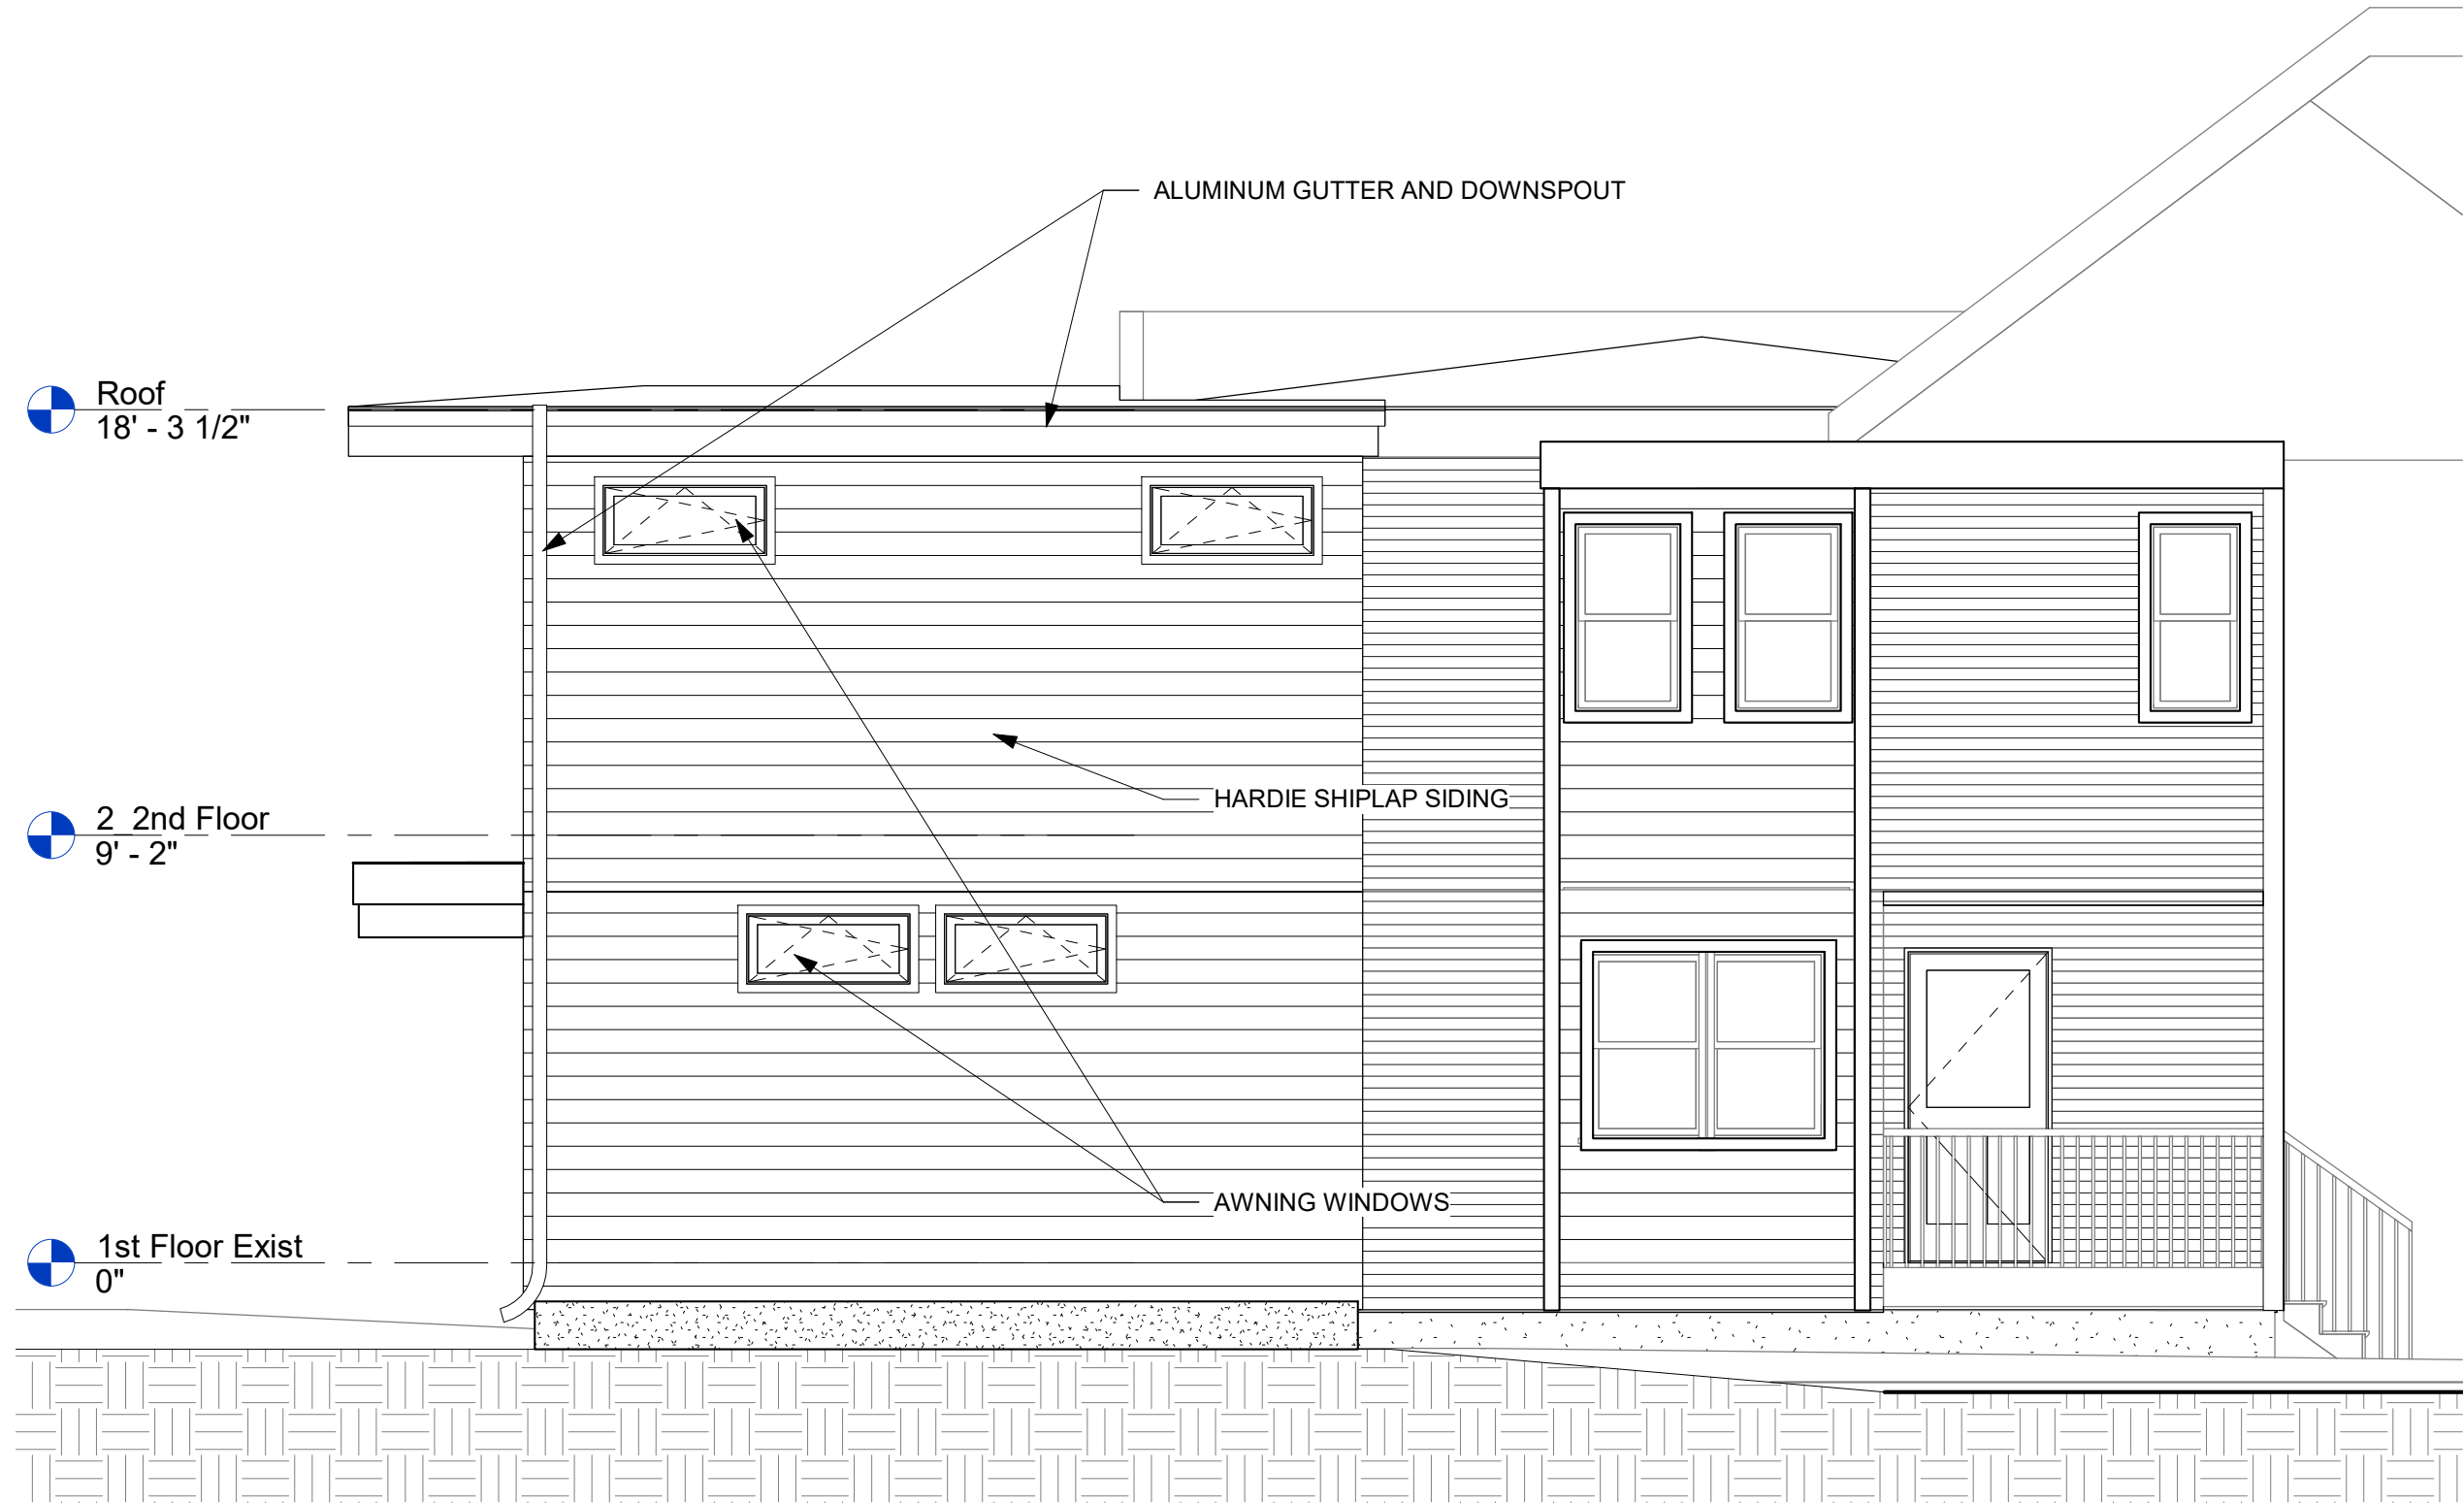 ALUMINUM GUTTER AND DOWNSPOUT
Roof
18' - 3 1/2"
HARDIE SHIPLAP SIDING
2_2nd Floor
9' - 2"
AWNING WINDOWS
1st Floor Exist
0"